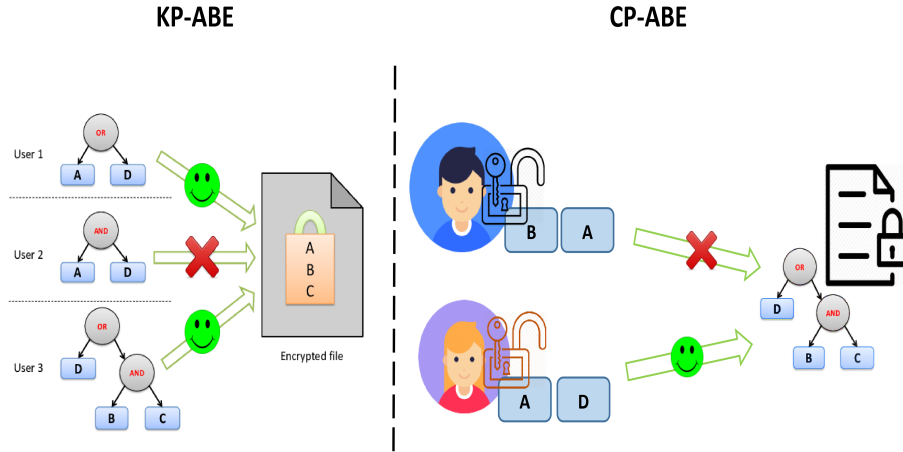 KP-ABE
CP-ABE
User 1
OR
A D
User 2
AND
A D
User 3
OR
D
AND
B C
A
B
C
Encrypted file
B A
A D
OR
D
AND
B C